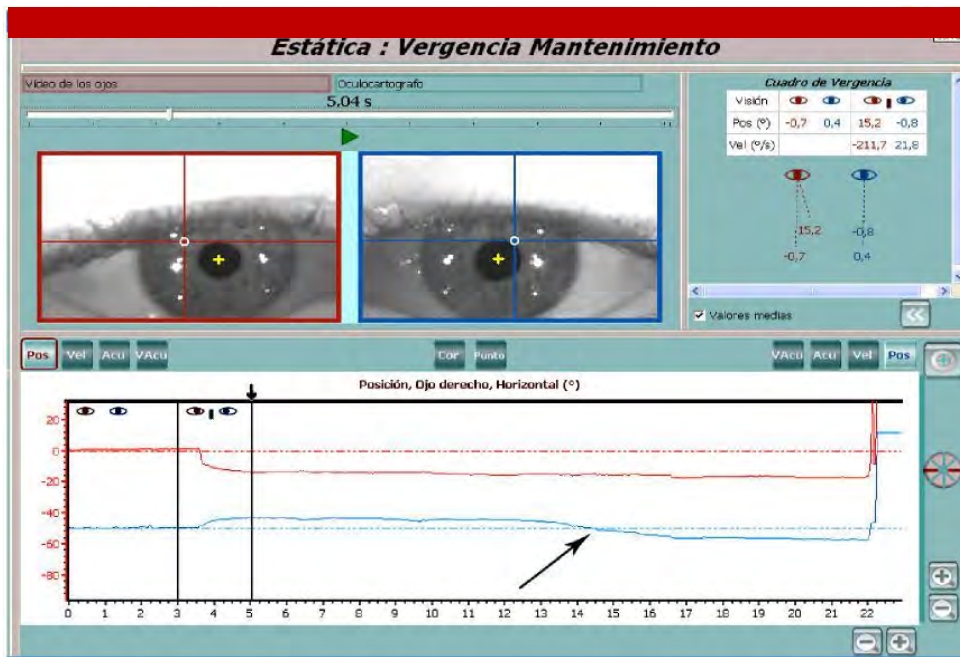 Estática : Vergencia Mantenimiento
Vídeo de los ojos
Oculocartografo
5,04 s
Cuadro de Vergencia
Visión
Pos (º) -0,7 0,4 15,2 -0,8
Vel (º/s) -211,7 21,8
15,2 -0,8
-0,7 0,4
Valores medias
Pos Vel Acu VAcu Cor Punto VAcu Acu Vel Pos
Posición, Ojo derecho, Horizontal (º)
20
0
-20
-40
-60
-80
0 1 2 3 4 5 6 7 8 9 10 11 12 13 14 15 16 17 18 19 20 21 22